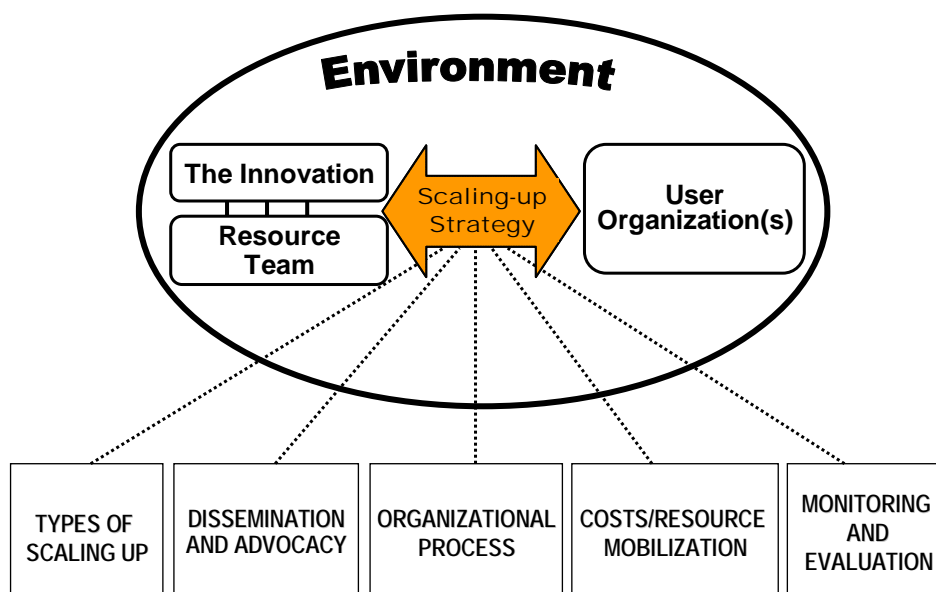 Environment
The Innovation
Resource
Team
Scaling-up
Strategy
User
Organization(s)
TYPES OF
SCALING UP
DISSEMINATION
AND ADVOCACY
ORGANIZATIONAL
PROCESS
COSTS/RESOURCE
MOBILIZATION
MONITORING
AND
EVALUATION